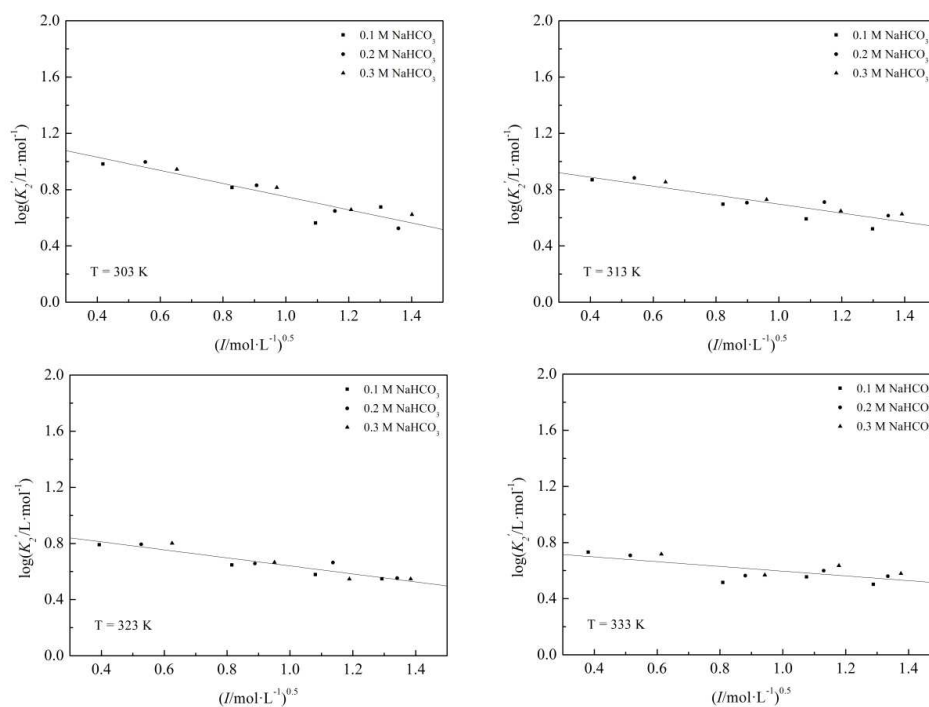 2.0
1.6
1.2
0.8
0.4
0.0
log(K₂'/L·mol⁻¹)
0.1 M NaHCO₃
0.2 M NaHCO₃
0.3 M NaHCO₃
T = 303 K
0.4 0.6 0.8 1.0 1.2 1.4
(I/mol·L⁻¹)⁰·⁵
2.0
1.6
1.2
0.8
0.4
0.0
log(K₂'/L·mol⁻¹)
0.1 M NaHCO₃
0.2 M NaHCO₃
0.3 M NaHCO₃
T = 313 K
0.4 0.6 0.8 1.0 1.2 1.4
(I/mol·L⁻¹)⁰·⁵
2.0
1.6
1.2
0.8
0.4
0.0
log(K₂'/L·mol⁻¹)
0.1 M NaHCO₃
0.2 M NaHCO₃
0.3 M NaHCO₃
T = 323 K
0.4 0.6 0.8 1.0 1.2 1.4
(I/mol·L⁻¹)⁰·⁵
2.0
1.6
1.2
0.8
0.4
0.0
log(K₂'/L·mol⁻¹)
0.1 M NaHCO
0.2 M NaHCO
0.3 M NaHCO
T = 333 K
0.4 0.6 0.8 1.0 1.2 1.4
(I/mol·L⁻¹)⁰·⁵